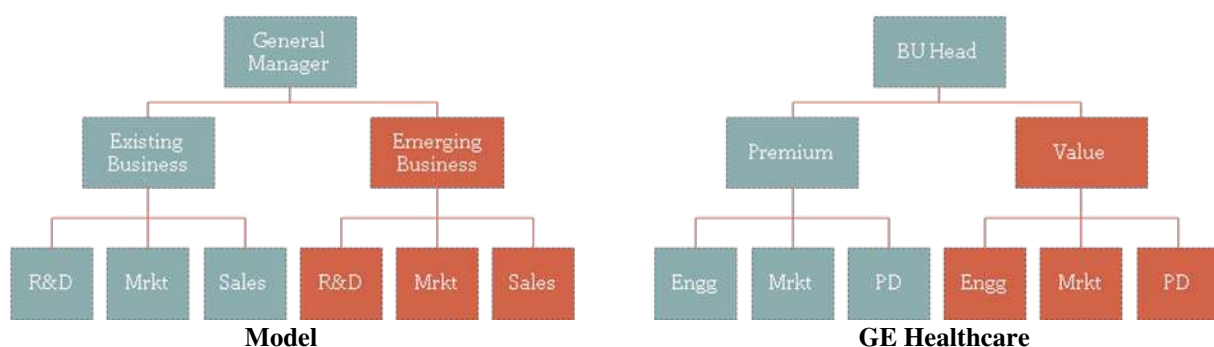 General
Manager
Existing
Business
Emerging
Business
R&D
Mrkt
Sales
R&D
Mrkt
Sales
Model
BU Head
Premium
Value
Engg
Mrkt
PD
Engg
Mrkt
PD
GE Healthcare